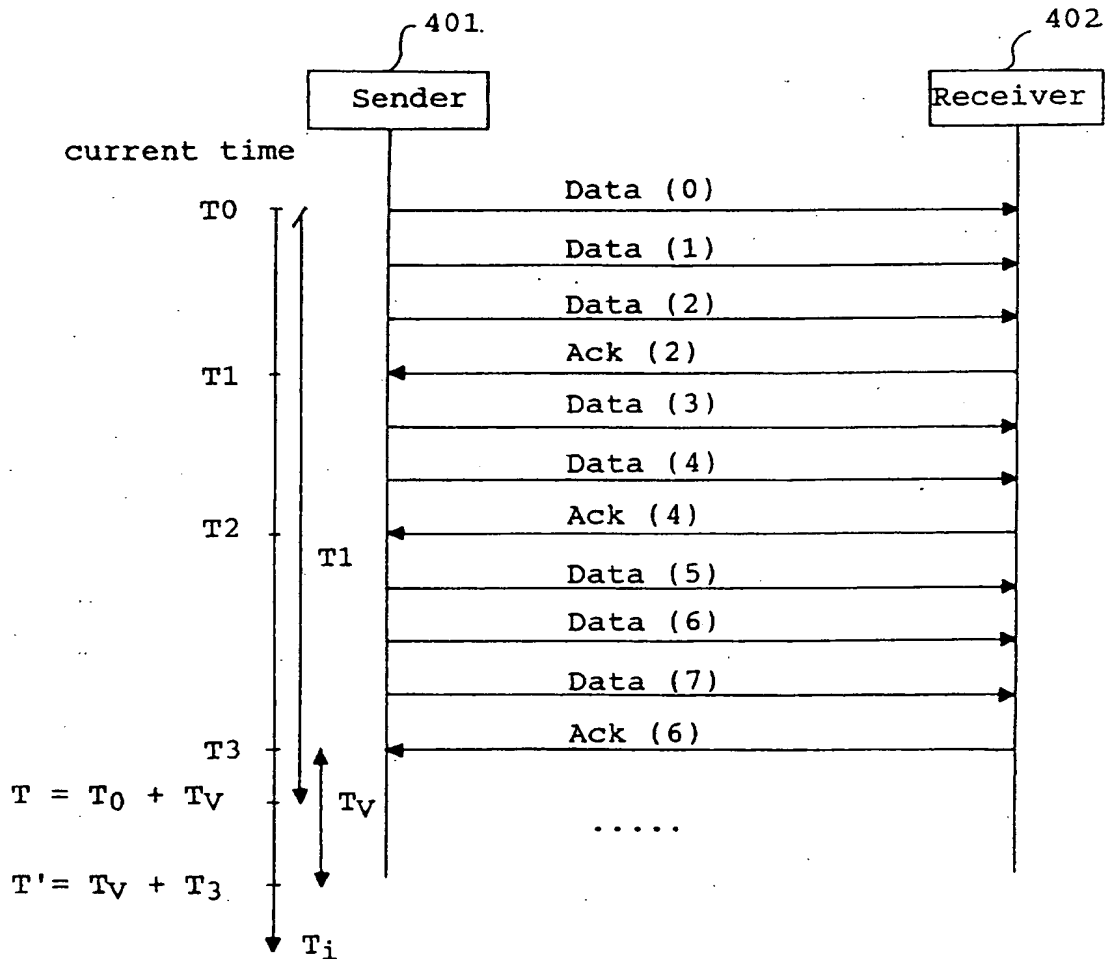 401.
402
Sender
Receiver
current time
Data (0)
T0
Data (1)
Data (2)
Ack (2)
T1
Data (3)
Data (4)
Ack (4)
T2
T1
Data (5)
Data (6)
Data (7)
Ack (6)
T3
T = T0 + TV
TV
.....
T'= TV + T3
Ti